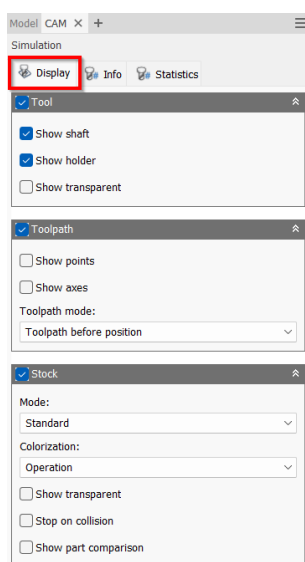 Model CAM × +
Simulation
Display Info Statistics
Tool
Show shaft
Show holder
Show transparent
Toolpath
Show points
Show axes
Toolpath mode:
Toolpath before position
Stock
Mode:
Standard
Colorization:
Operation
Show transparent
Stop on collision
Show part comparison